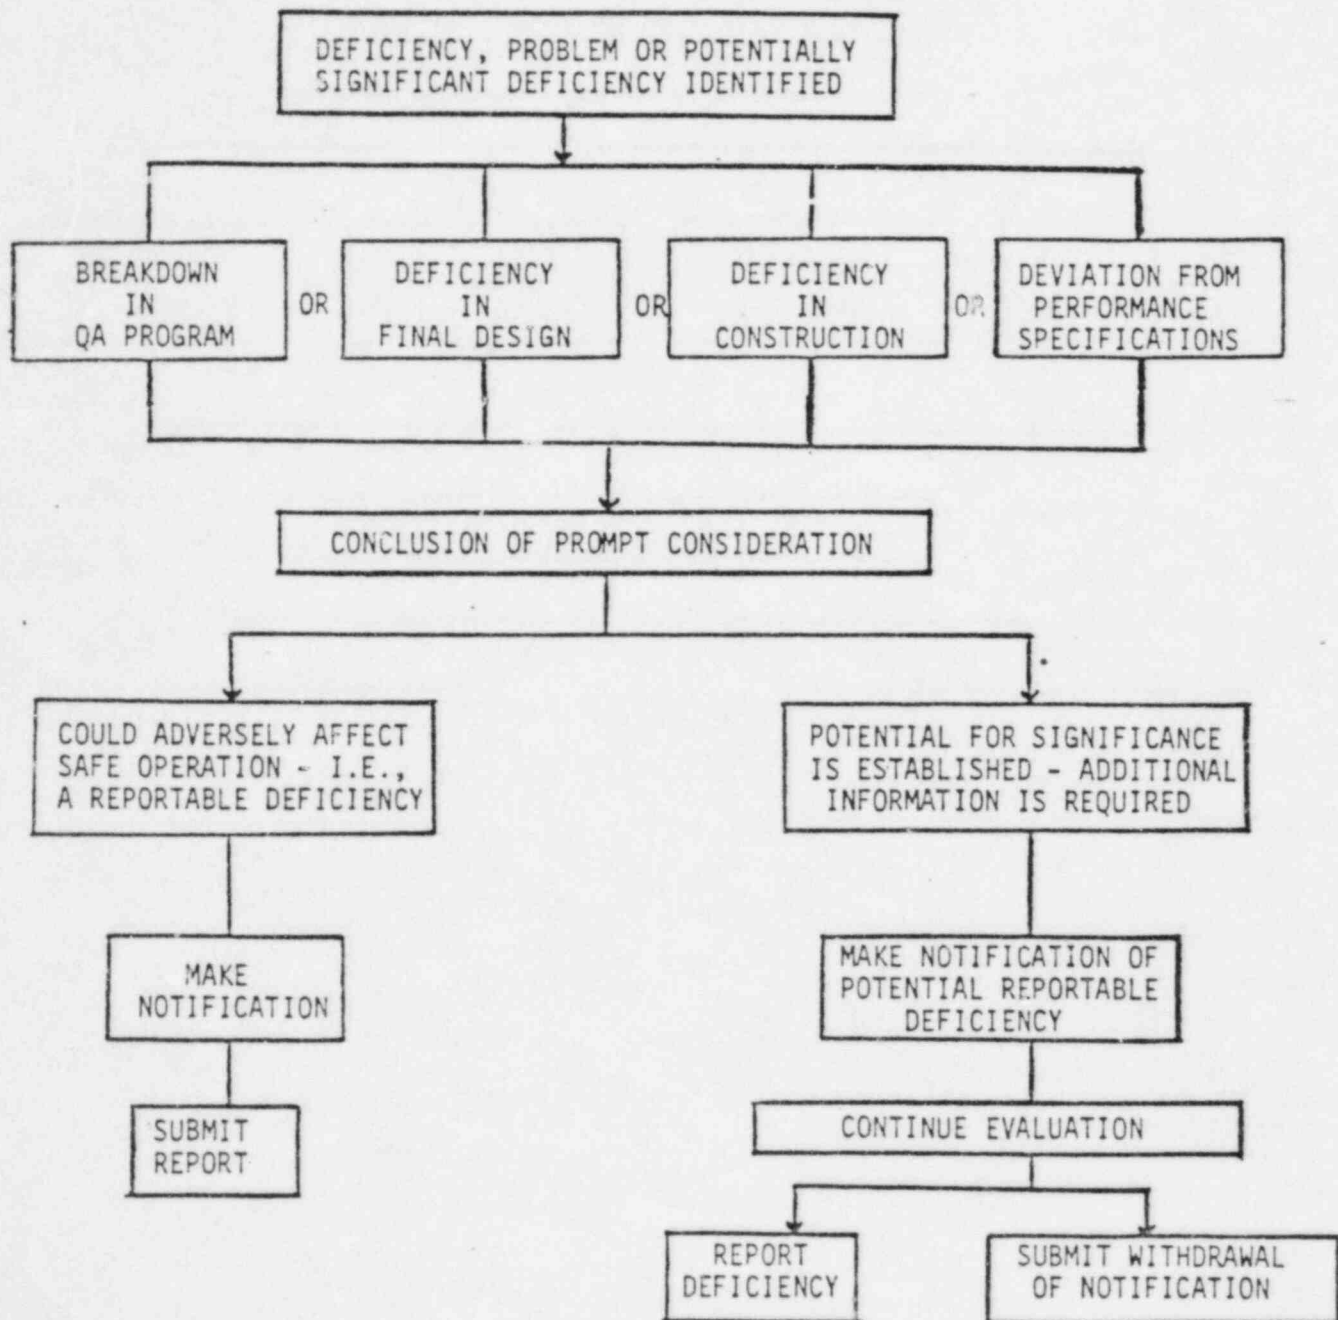 DEFICIENCY, PROBLEM OR POTENTIALLY
SIGNIFICANT DEFICIENCY IDENTIFIED
BREAKDOWN
IN
QA PROGRAM
OR
DEFICIENCY
IN
FINAL DESIGN
OR
DEFICIENCY
IN
CONSTRUCTION
OR
DEVIATION FROM
PERFORMANCE
SPECIFICATIONS
CONCLUSION OF PROMPT CONSIDERATION
COULD ADVERSELY AFFECT
SAFE OPERATION - I.E.,
A REPORTABLE DEFICIENCY
POTENTIAL FOR SIGNIFICANCE
IS ESTABLISHED - ADDITIONAL
INFORMATION IS REQUIRED
MAKE
NOTIFICATION
MAKE NOTIFICATION OF
POTENTIAL REPORTABLE
DEFICIENCY
SUBMIT
REPORT
CONTINUE EVALUATION
REPORT
DEFICIENCY
SUBMIT WITHDRAWAL
OF NOTIFICATION